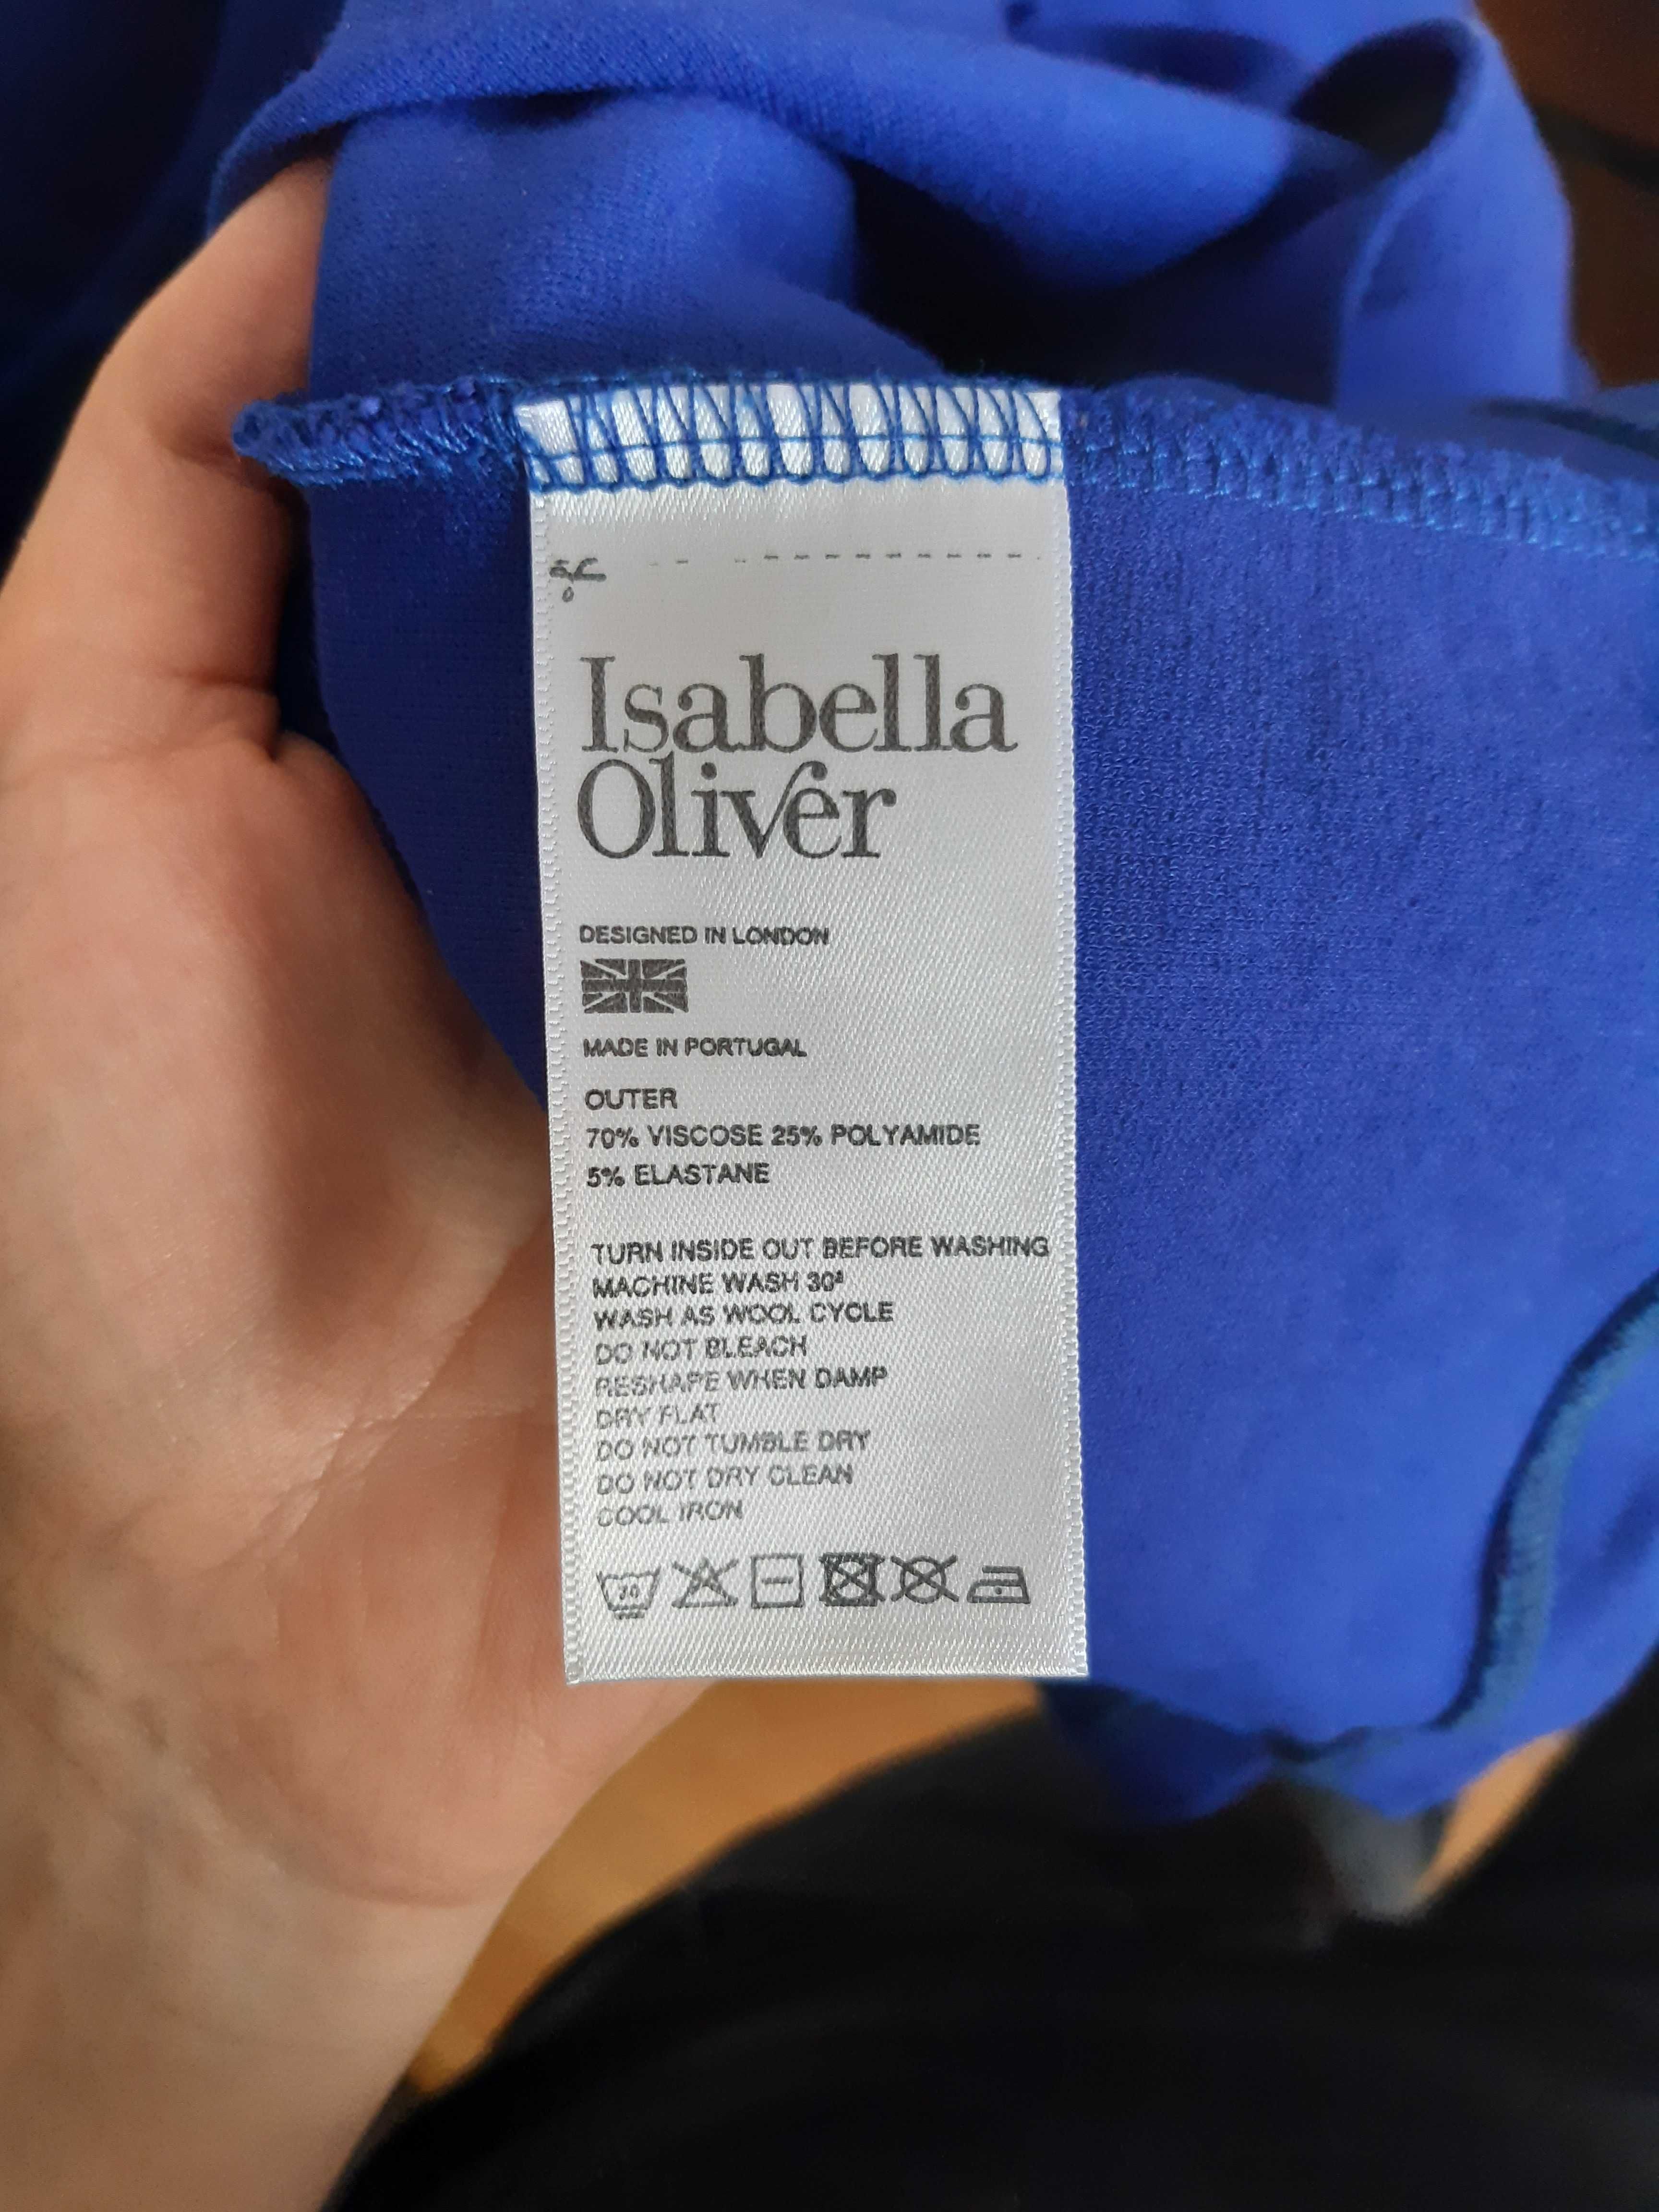 Isabella
Oliver
DESIGNED IN LONDON
MADE IN PORTUGAL
OUTER
70% VISCOSE 25% POLYAMIDE
5% ELASTANE
TURN INSIDE OUT BEFORE WASHING
MACHINE WASH 30º
WASH AS WOOL CYCLE
DO NOT BLEACH
RESHAPE WHEN DAMP
DRY FLAT
DO NOT TUMBLE DRY
DO NOT DRY CLEAN
COOL IRON
30